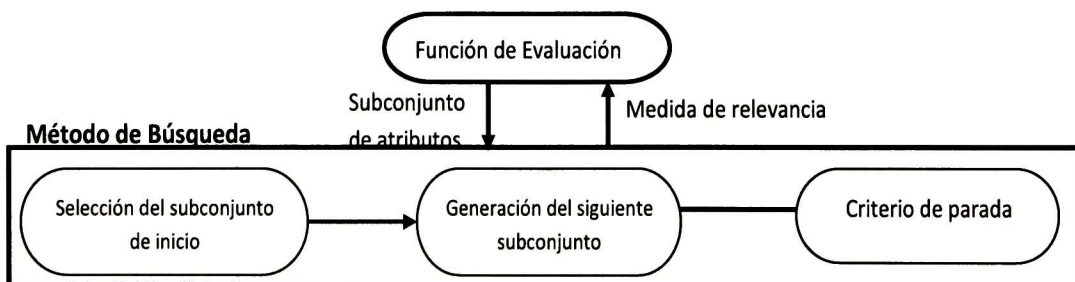 Función de Evaluación
Subconjunto
de atributos
Medida de relevancia
Método de Búsqueda
Selección del subconjunto
de inicio
Generación del siguiente
subconjunto
Criterio de parada